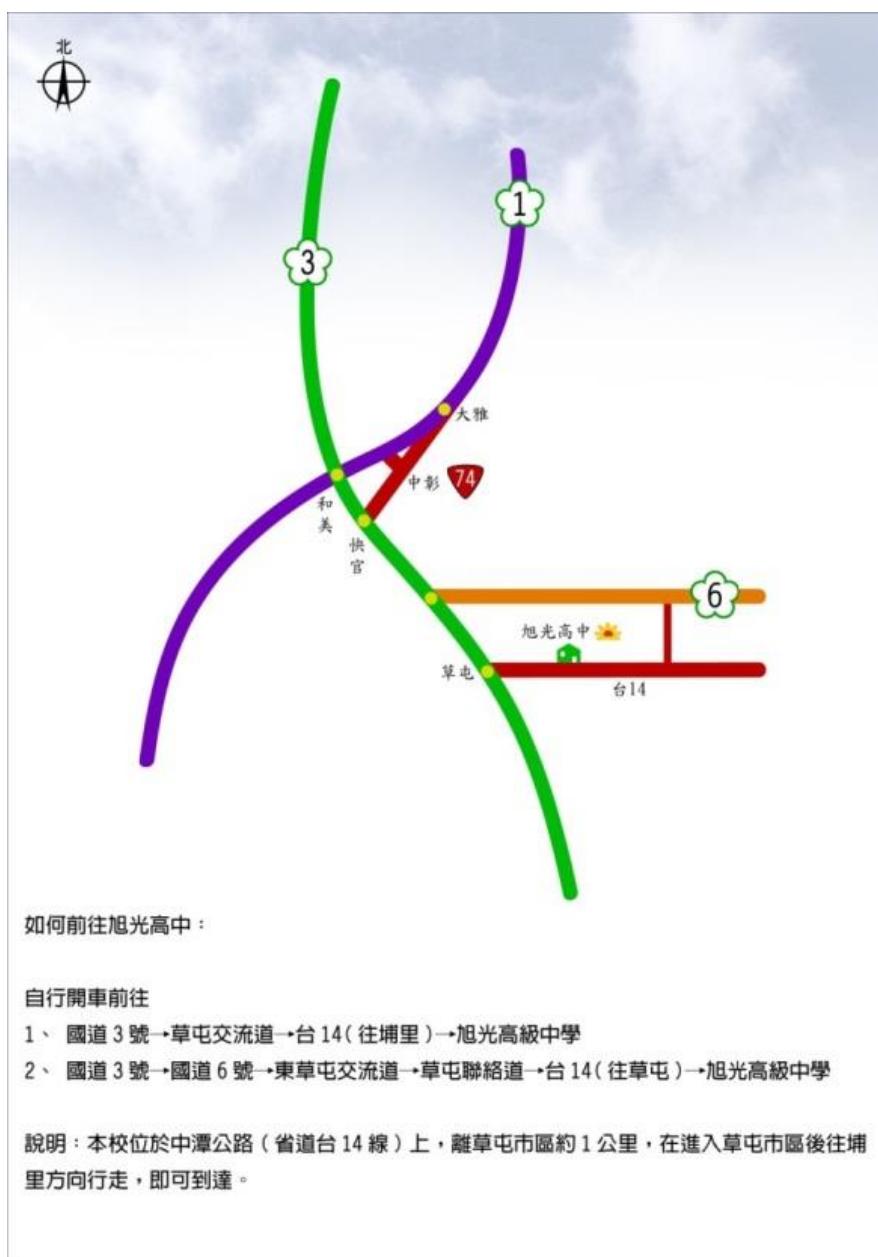 北
1
3
大雅
中彰 74
和美
快官
6
旭光高中
草屯
台14
如何前往旭光高中：
自行開車前往
1、 國道 3 號→草屯交流道→台 14（往埔里）→旭光高級中學
2、 國道 3 號→國道 6 號→東草屯交流道→草屯聯絡道→台 14（往草屯）→旭光高級中學
說明：本校位於中潭公路（省道台 14 線）上，離草屯市區約 1 公里，在進入草屯市區後往埔
里方向行走，即可到達。